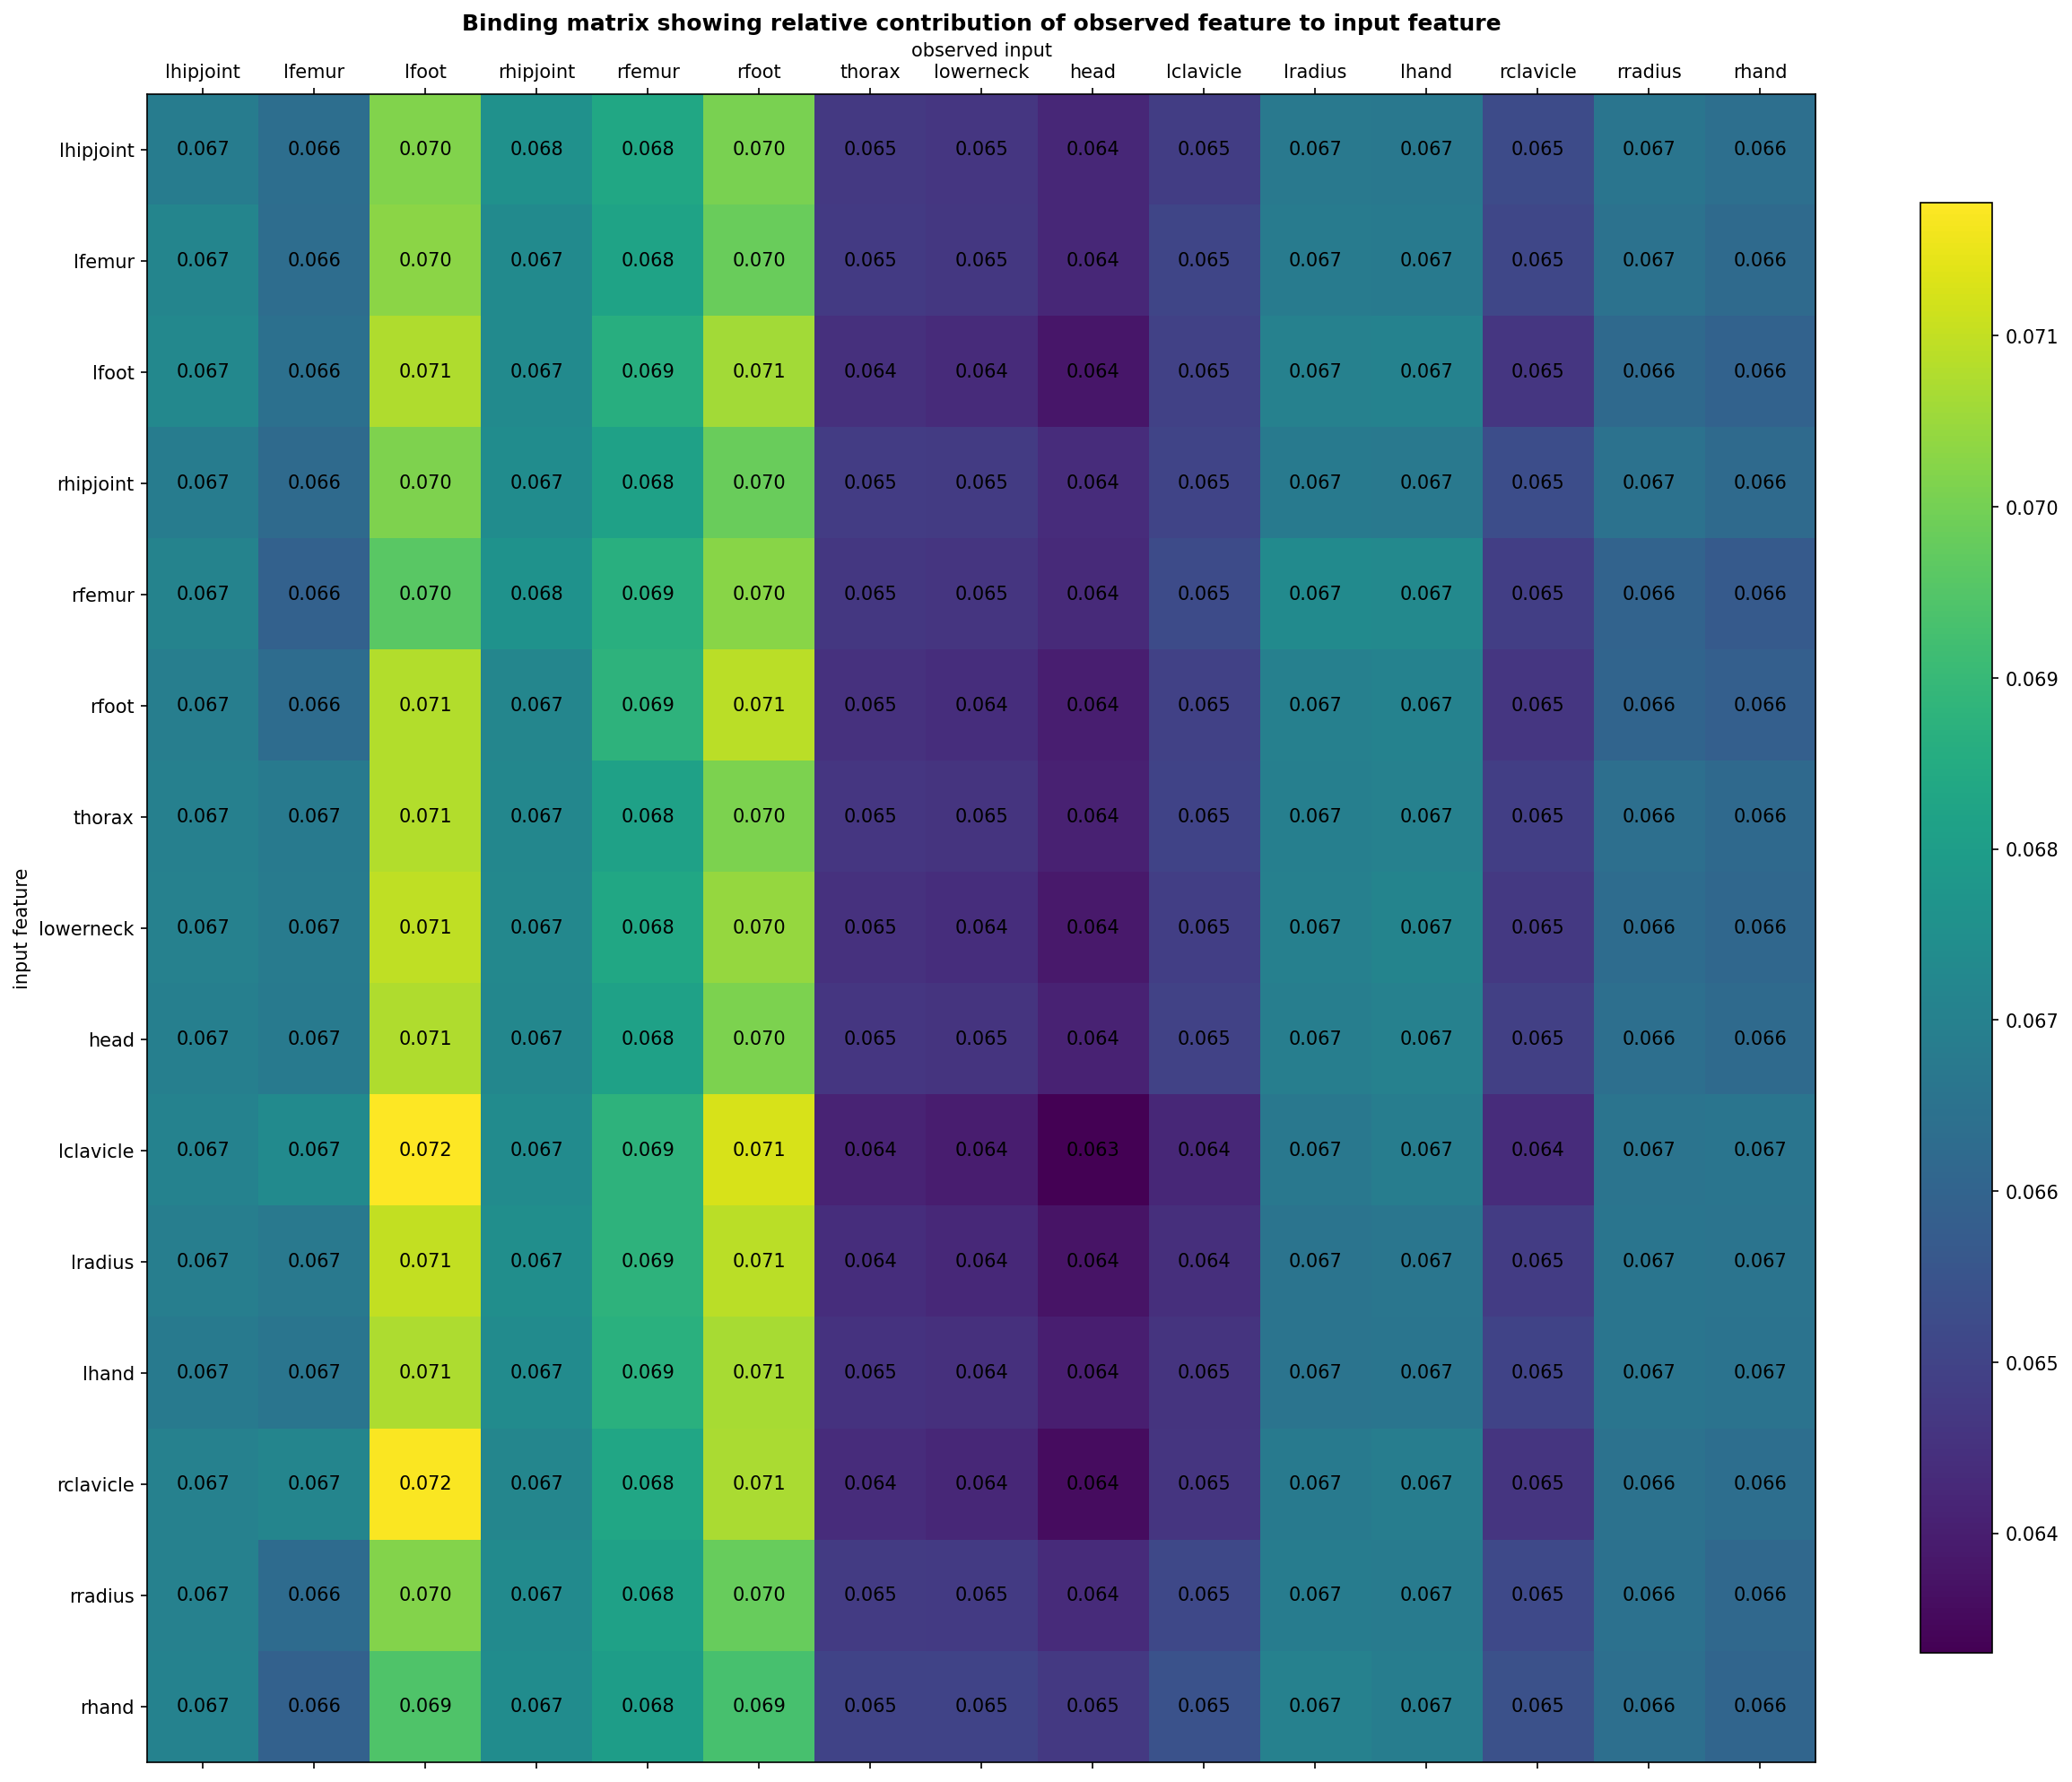 Binding matrix showing relative contribution of observed feature to input feature
observed input
lhipjoint lfemur lfoot rhipjoint rfemur rfoot thorax lowerneck head lclavicle lradius lhand rclavicle rradius rhand
lhipjoint 0.067 0.066 0.070 0.068 0.068 0.070 0.065 0.065 0.064 0.065 0.067 0.067 0.065 0.067 0.066
lfemur 0.067 0.066 0.070 0.067 0.068 0.070 0.065 0.065 0.064 0.065 0.067 0.067 0.065 0.067 0.066
lfoot 0.067 0.066 0.071 0.067 0.069 0.071 0.064 0.064 0.064 0.065 0.067 0.067 0.065 0.066 0.066
rhipjoint 0.067 0.066 0.070 0.067 0.068 0.070 0.065 0.065 0.064 0.065 0.067 0.067 0.065 0.067 0.066
rfemur 0.067 0.066 0.070 0.068 0.069 0.070 0.065 0.065 0.064 0.065 0.067 0.067 0.065 0.066 0.066
rfoot 0.067 0.066 0.071 0.067 0.069 0.071 0.065 0.064 0.064 0.065 0.067 0.067 0.065 0.066 0.066
thorax 0.067 0.067 0.071 0.067 0.068 0.070 0.065 0.065 0.064 0.065 0.067 0.067 0.065 0.066 0.066
lowerneck 0.067 0.067 0.071 0.067 0.068 0.070 0.065 0.064 0.064 0.065 0.067 0.067 0.065 0.066 0.066
head 0.067 0.067 0.071 0.067 0.068 0.070 0.065 0.065 0.064 0.065 0.067 0.067 0.065 0.066 0.066
lclavicle 0.067 0.067 0.072 0.067 0.069 0.071 0.064 0.064 0.063 0.064 0.067 0.067 0.064 0.067 0.067
lradius 0.067 0.067 0.071 0.067 0.069 0.071 0.064 0.064 0.064 0.064 0.067 0.067 0.065 0.067 0.067
lhand 0.067 0.067 0.071 0.067 0.069 0.071 0.065 0.064 0.064 0.065 0.067 0.067 0.065 0.067 0.067
rclavicle 0.067 0.067 0.072 0.067 0.068 0.071 0.064 0.064 0.064 0.065 0.067 0.067 0.065 0.066 0.066
rradius 0.067 0.066 0.070 0.067 0.068 0.070 0.065 0.065 0.064 0.065 0.067 0.067 0.065 0.066 0.066
rhand 0.067 0.066 0.069 0.067 0.068 0.069 0.065 0.065 0.065 0.065 0.067 0.067 0.065 0.066 0.066
input feature
0.071
0.070
0.069
0.068
0.067
0.066
0.065
0.064